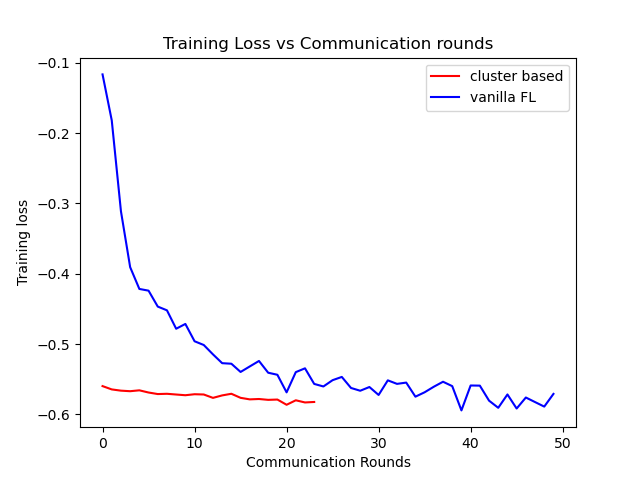 Training Loss vs Communication rounds
cluster based
vanilla FL
Training loss
−0.1
−0.2
−0.3
−0.4
−0.5
−0.6
0 10 20 30 40 50
Communication Rounds